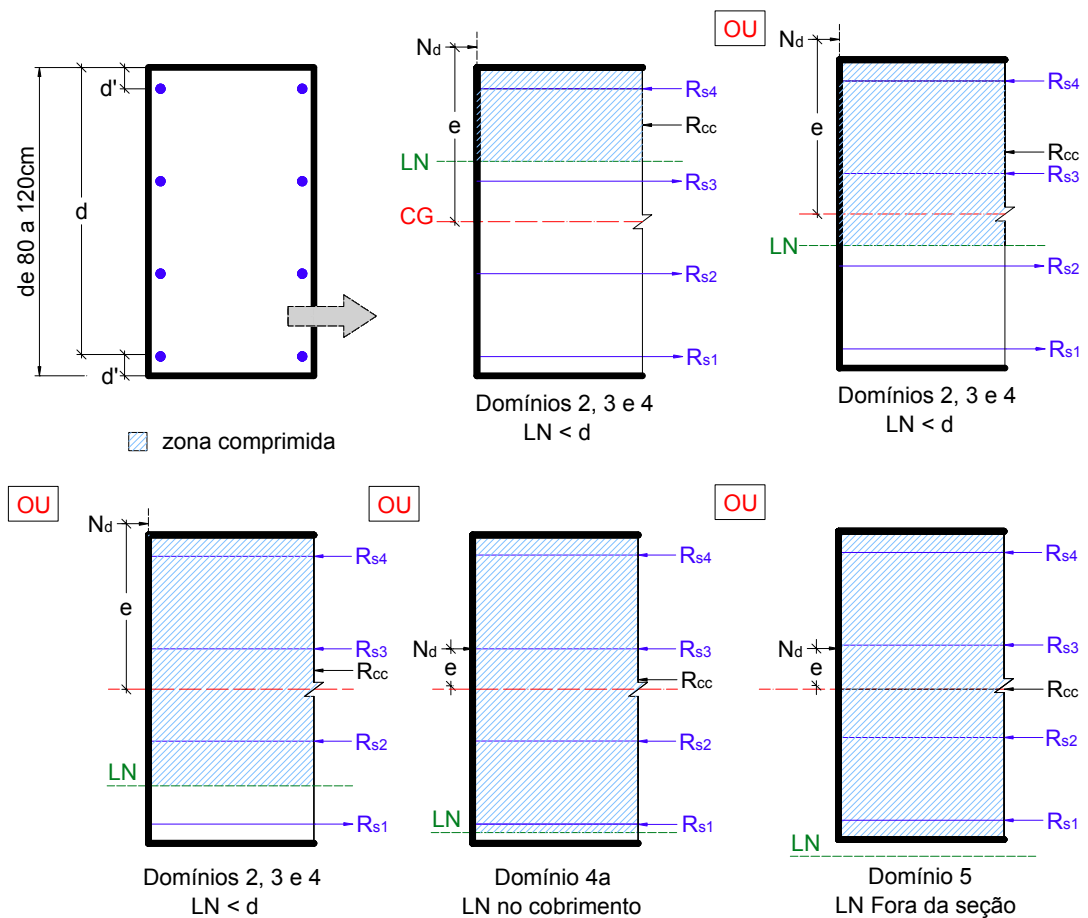 d'
d
de 80 a 120cm
d'
zona comprimida
Nd
e
LN
CG
Rs4
Rcc
Rs3
Rs2
Rs1
Domínios 2, 3 e 4
LN < d
OU
Nd
e
LN
Rs4
Rcc
Rs3
Rs2
Rs1
Domínios 2, 3 e 4
LN < d
OU
Nd
e
LN
Rs4
Rs3
Rcc
Rs2
Rs1
Domínios 2, 3 e 4
LN < d
OU
Nd
e
LN
Rs4
Rs3
Rcc
Rs2
Rs1
Domínio 4a
LN no cobrimento
OU
Nd
e
LN
Rs4
Rs3
Rcc
Rs2
Rs1
Domínio 5
LN Fora da seção